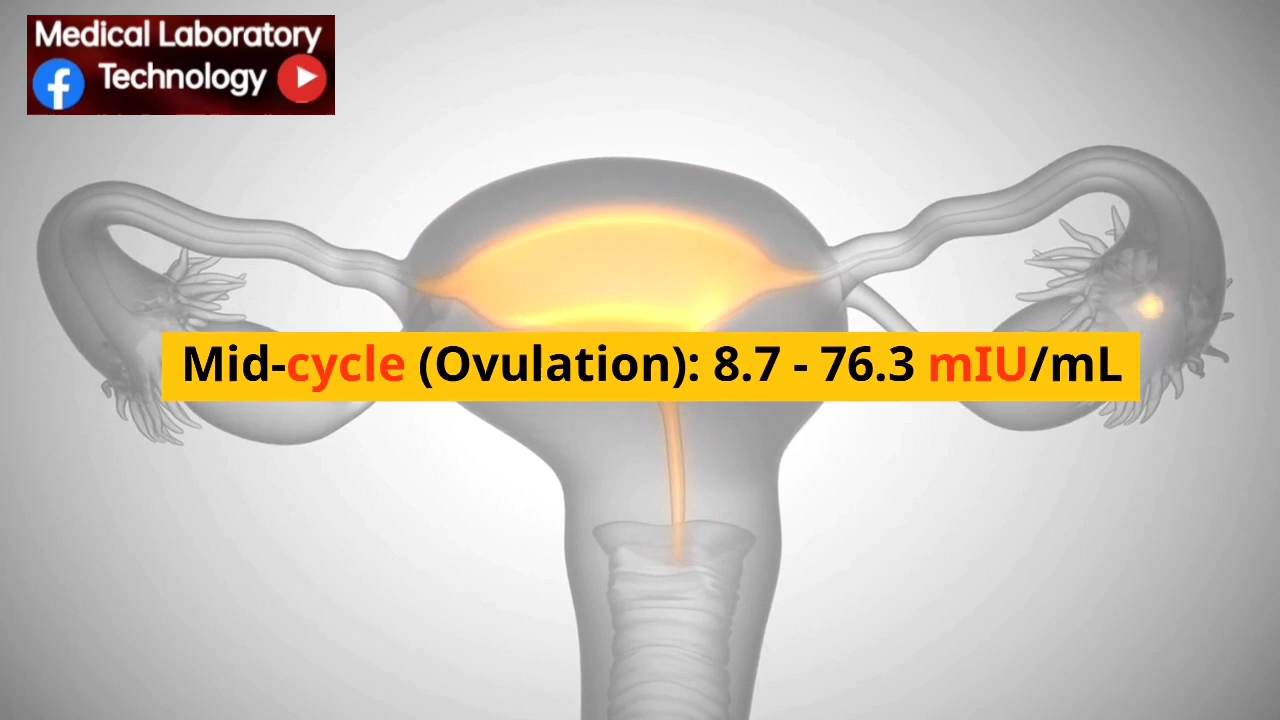 Medical Laboratory
Technology
Mid-cycle (Ovulation): 8.7 - 76.3 mIU/mL